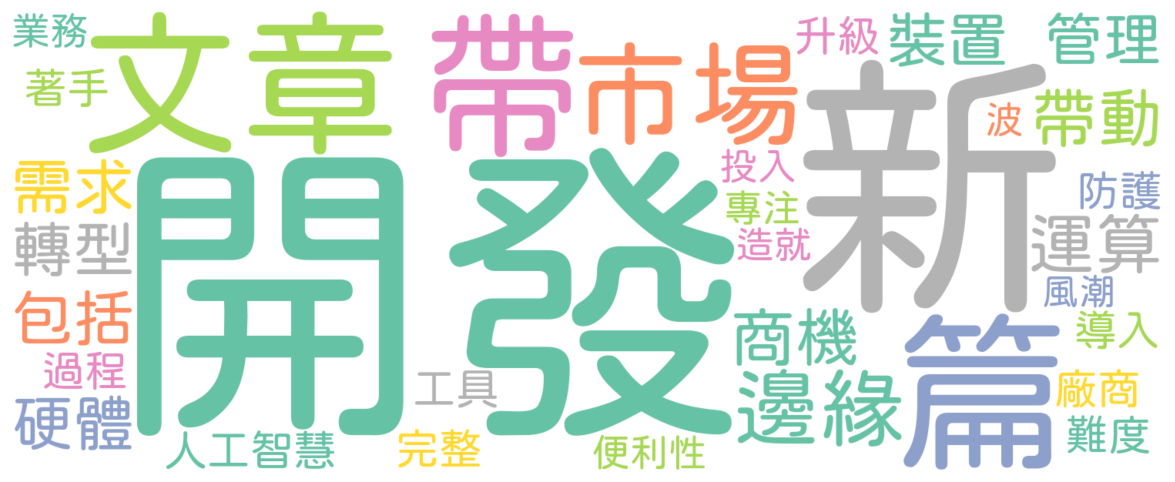 業務
文章
帶
市場
升級
裝置
管理
著手
新
波
帶動
需求
開發
投入
專注
防護
轉型
造就
運算
包括
風潮
商機
篇
導入
過程
工具
邊緣
廠商
硬體
人工智慧
完整
便利性
難度